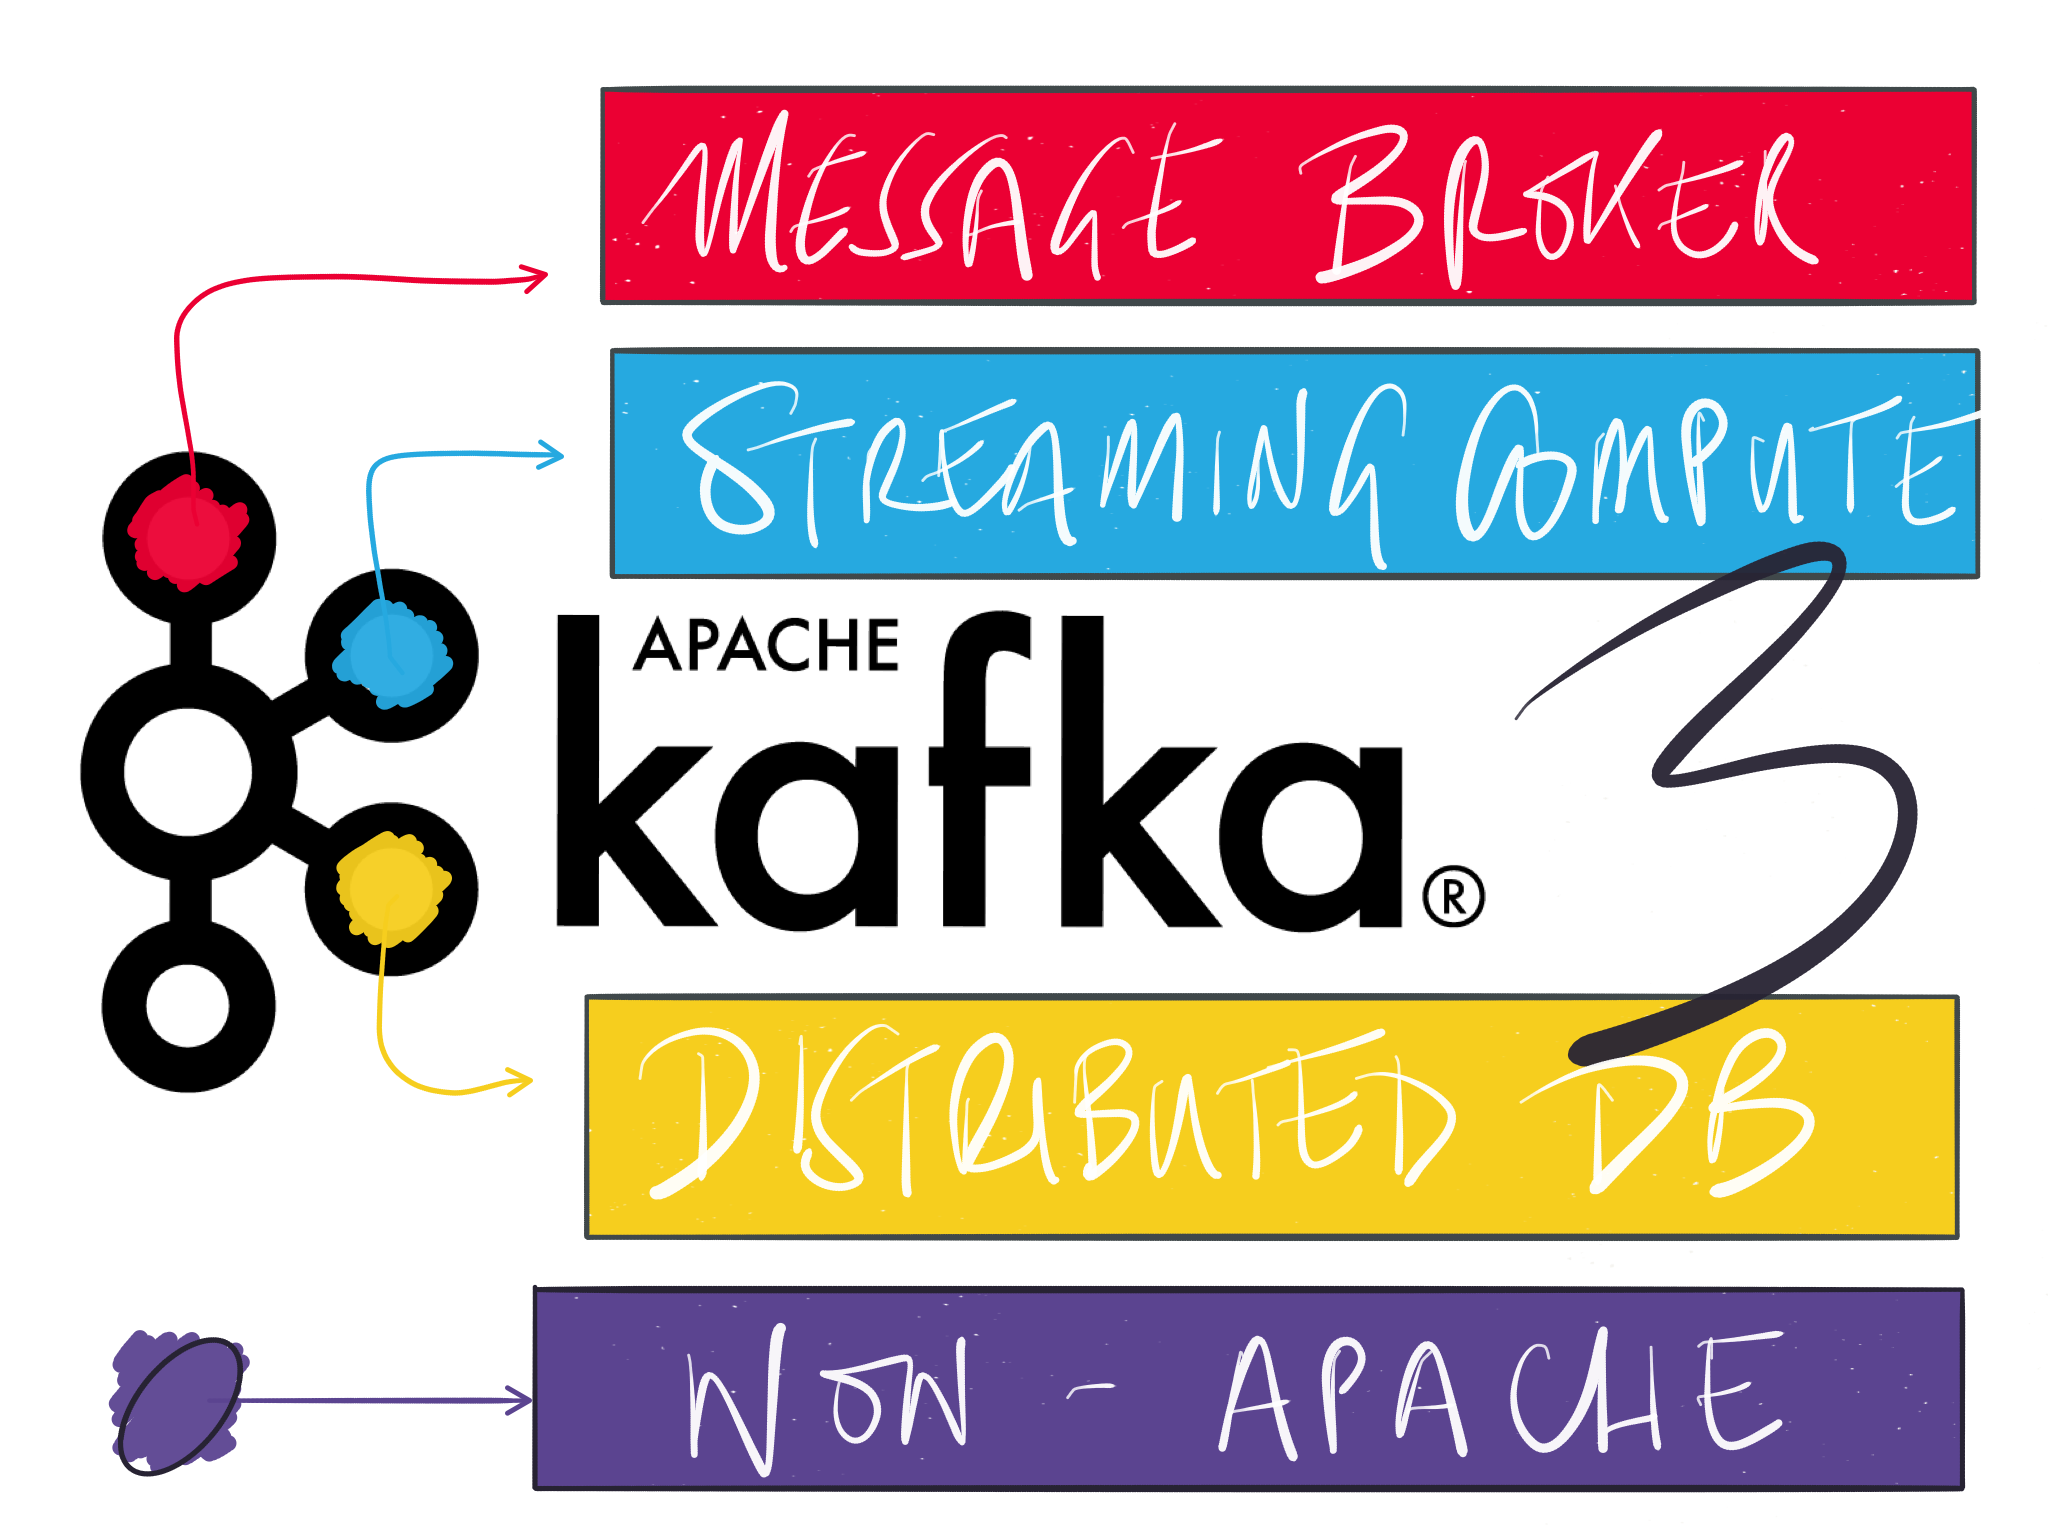 MESSAGE BROKER
STREAMING COMPUTE
APACHE
kafka® 3
DISTRIBUTED DB
NON - APACHE